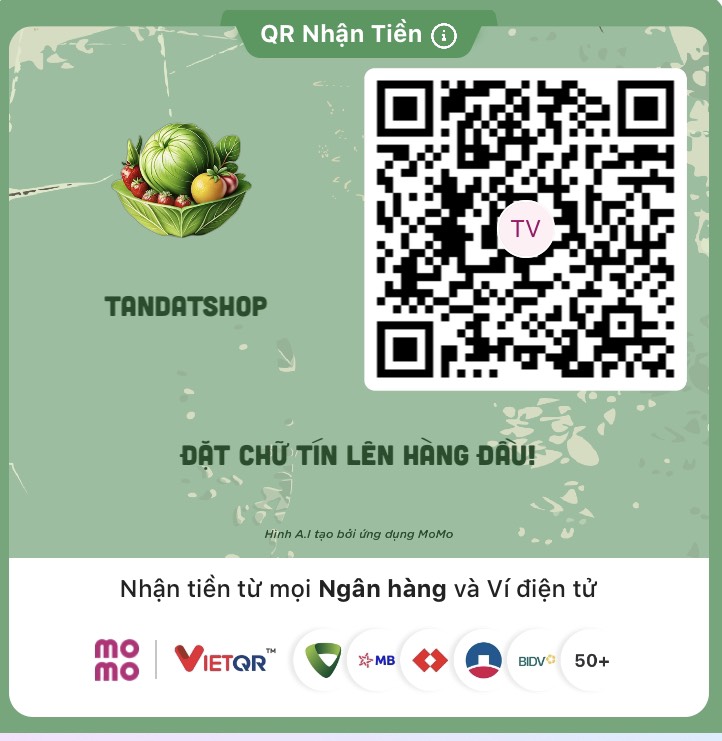 QR Nhận Tiền
TV
TANDATSHOP
ĐẶT CHỮ TÍN LÊN HÀNG ĐẦU!
Hình A.I tạo bởi ứng dụng MoMo
Nhận tiền từ mọi Ngân hàng và Ví điện tử
mo
mo
VIETQR™
MB
BIDV
50+